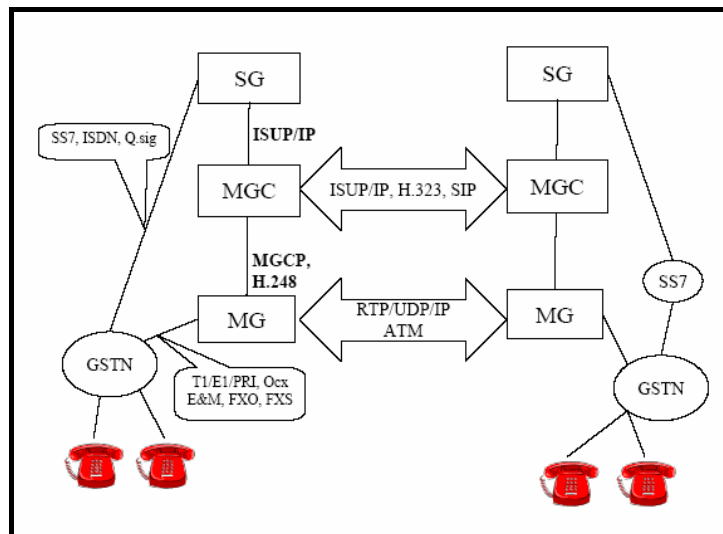 SG
SG
SS7, ISDN, Q.sig
ISUP/IP
MGC
ISUP/IP, H.323, SIP
MGC
MGCP,
H.248
SS7
MG
RTP/UDP/IP
ATM
MG
GSTN
T1/E1/PRI, Ocx
E&M, FXO, FXS
GSTN